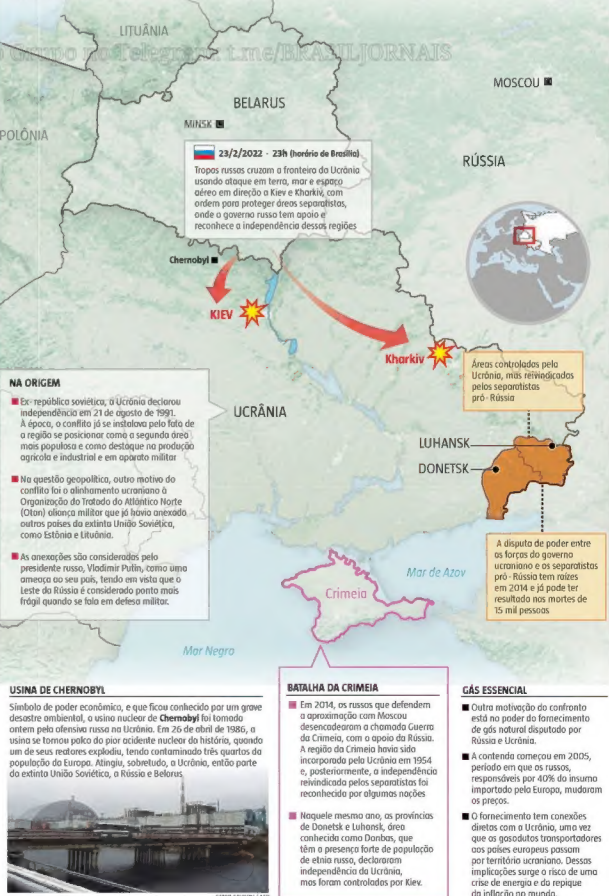 LITUÂNIA
o Grupo no Telegram: t.me/BRASILJORNAIS
MOSCOU
BELARUS
MINSK
POLÔNIA
RÚSSIA
23/2/2022 - 23h (horário de Brasília)
Tropas russas cruzam a fronteira da Ucrânia
usando ataque em terra, mar e espaço
aéreo em direção a Kiev e Kharkiv, com
ordem para proteger áreas separatistas,
onde o governo russo tem apoio e
reconhece a independência dessas regiões
Chernobyl
KIEV
Kharkiv
Áreas controladas pela
Ucrânia, mas reivindicadas
pelos separatistas
pró - Rússia
NA ORIGEM
Ex- república soviética, a Ucrânia declarou
independência em 21 de agosto de 1991.
À época, o conflito já se instalava pelo fato de
a região se posicionar como a segunda área
mais populosa e como destaque na produção
agrícola e industrial e em aparato militar
Na questão geopolítica, outro motivo do
conflito foi o alinhamento ucraniano à
Organização do Tratado do Atlântico Norte
(Otan) aliança militar que já havia anexado
outros países da extinta União Soviética,
como Estônia e Lituânia.
As anexações são consideradas pelo
presidente russo, Vladimir Putin, como uma
ameaça ao seu país, tendo em vista que o
Leste da Rússia é considerado ponto mais
frágil quando se fala em defesa militar.
UCRÂNIA
LUHANSK
DONETSK
A disputa de poder entre
as forças do governo
ucraniano e os separatistas
pró - Rússia tem raízes
em 2014 e já pode ter
resultado nas mortes de
15 mil pessoas
Mar de Azov
Crimeia
Mar Negro
USINA DE CHERNOBYL
Símbolo de poder econômico, e que ficou conhecido por um grave
desastre ambiental, a usina nuclear de Chernobyl foi tomada
ontem pela ofensiva russa na Ucrânia. Em 26 de abril de 1986, a
usina se tornou palco do pior acidente nuclear da história, quando
um de seus reatores explodiu, tendo contaminado três quartos da
população da Europa. Atingiu, sobretudo, a Ucrânia, então parte
da extinta União Soviética, a Rússia e Belarus
BATALHA DA CRIMEIA
Em 2014, os russos que defendem
a aproximação com Moscou
desencadearam a chamada Guerra
da Crimeia, com o apoio da Rússia.
A região da Crimeia havia sido
incorporada pela Ucrânia em 1954
e, posteriormente, a independência
reivindicada pelos separatistas foi
reconhecida por algumas nações
Naquele mesmo ano, as províncias
de Donetsk e Luhansk, área
conhecida como Donbas, que
têm a presença forte de população
de etnia russo, declararam
independência da Ucrânia,
mas foram controladas por Kiev.
GÁS ESSENCIAL
Outra motivação do confronto
está no poder do fornecimento
de gás natural disputado por
Rússia e Ucrânia.
A contenda começou em 2005,
período em que os russos,
responsáveis por 40% do insumo
importado pela Europa, mudaram
os preços.
O fornecimento tem conexões
diretas com a Ucrânia, uma vez
que os gasodutos transportadores
aos países europeus passam
por território ucraniano. Dessas
implicações surge o risco de uma
crise de energia e do repique
da inflação no mundo.